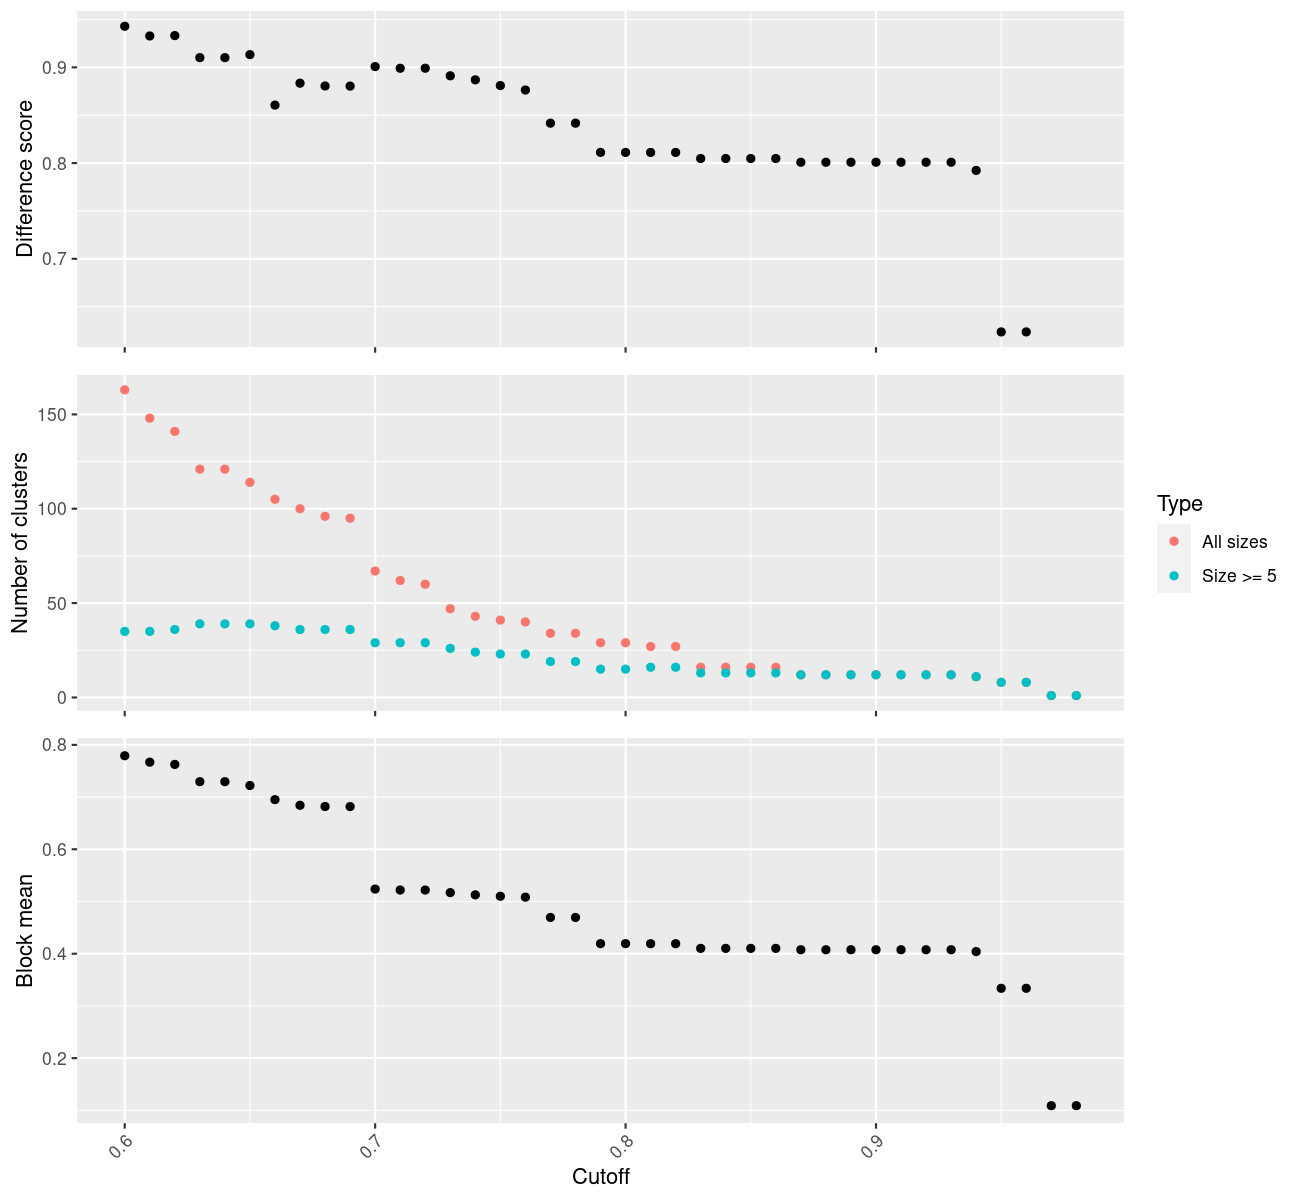 Difference score
0.9
0.8
0.7
Number of clusters
150
100
50
0
Type
All sizes
Size >= 5
Block mean
0.8
0.6
0.4
0.2
0.6
0.7
0.8
0.9
Cutoff